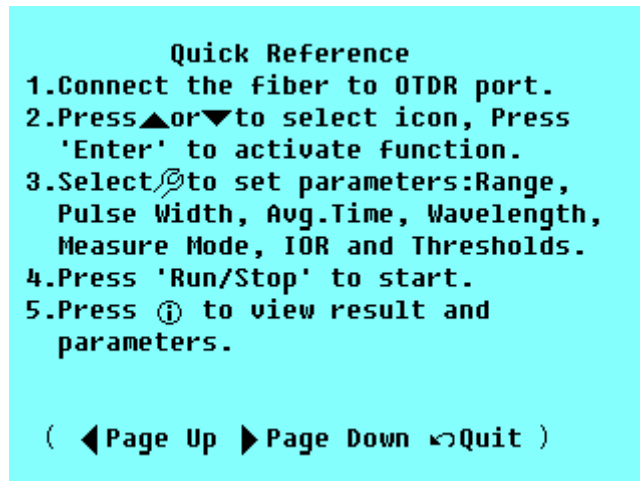 Quick Reference
1.Connect the fiber to OTDR port.
2.Press▲or▼to select icon, Press
'Enter' to activate function.
3.Select to set parameters:Range,
Pulse Width, Avg.Time, Wavelength,
Measure Mode, IOR and Thresholds.
4.Press 'Run/Stop' to start.
5.Press ⓘ to view result and
parameters.
( ◀Page Up ▶Page Down ↶Quit )